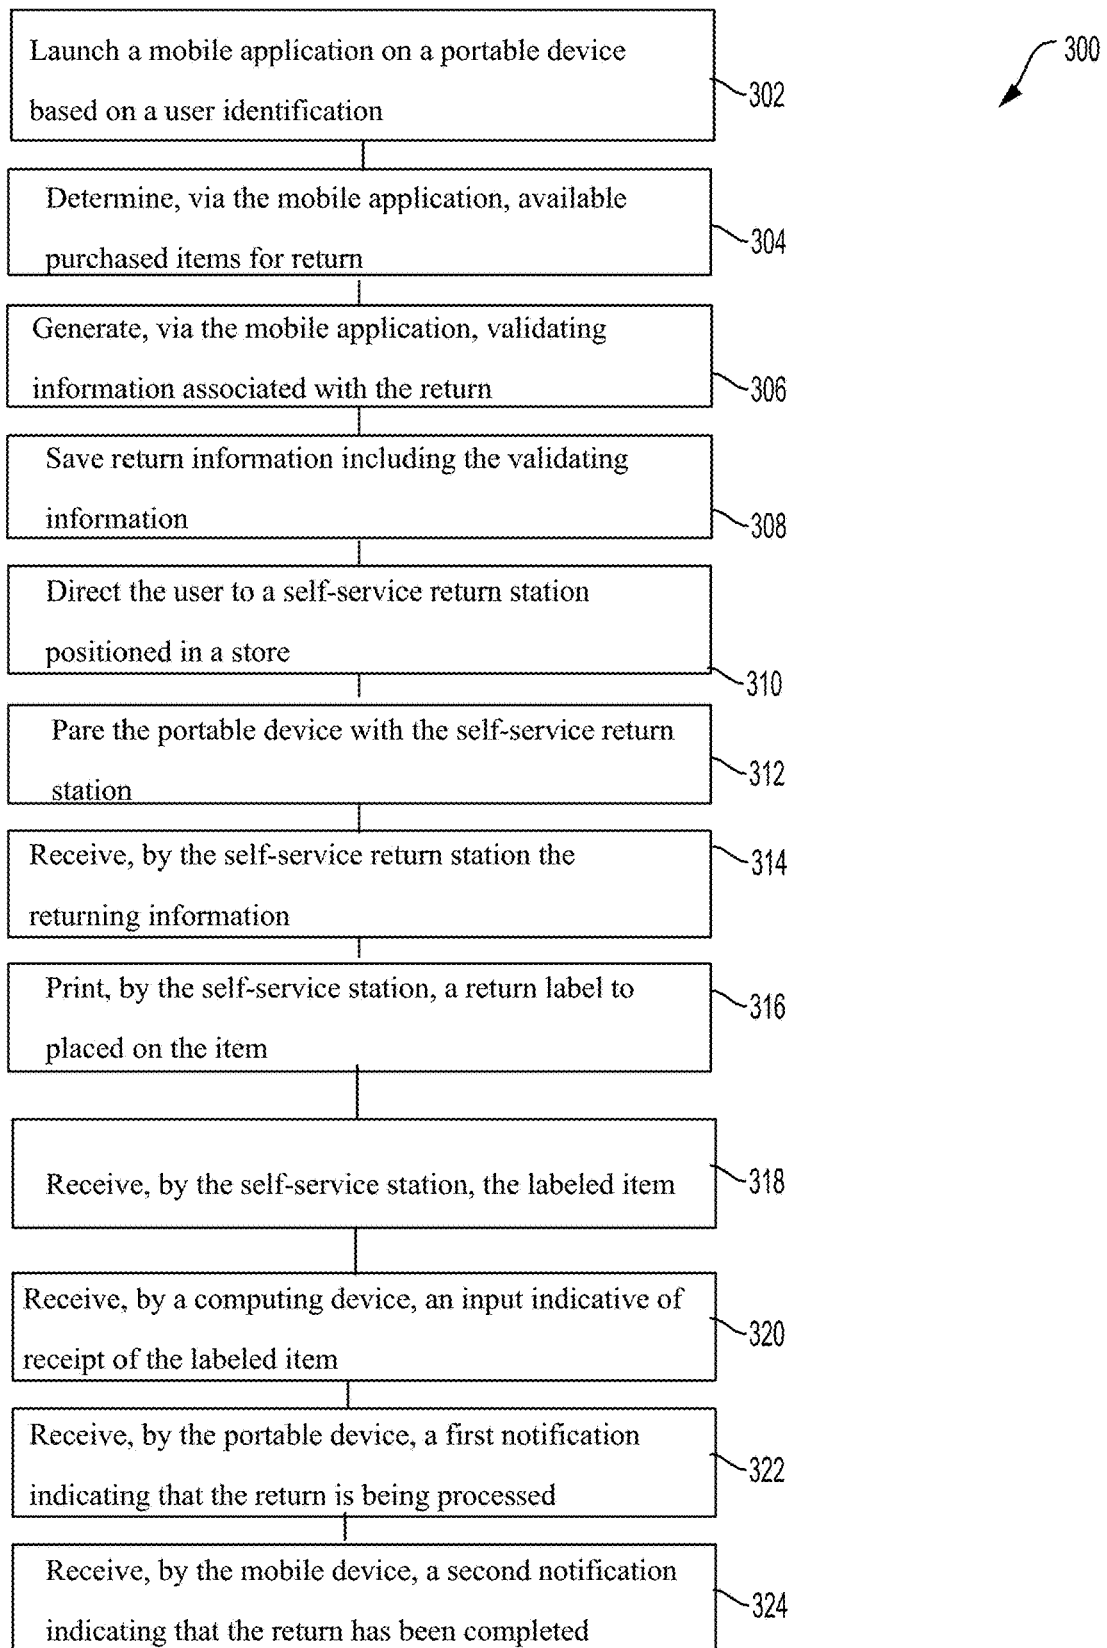 300
Launch a mobile application on a portable device
based on a user identification
302
Determine, via the mobile application, available
purchased items for return
304
Generate, via the mobile application, validating
information associated with the return
306
Save return information including the validating
information
308
Direct the user to a self-service return station
positioned in a store
310
Pare the portable device with the self-service return
station
312
Receive, by the self-service return station the
returning information
314
Print, by the self-service station, a return label to
placed on the item
316
Receive, by the self-service station, the labeled item
318
Receive, by a computing device, an input indicative of
receipt of the labeled item
320
Receive, by the portable device, a first notification
indicating that the return is being processed
322
Receive, by the mobile device, a second notification
indicating that the return has been completed
324